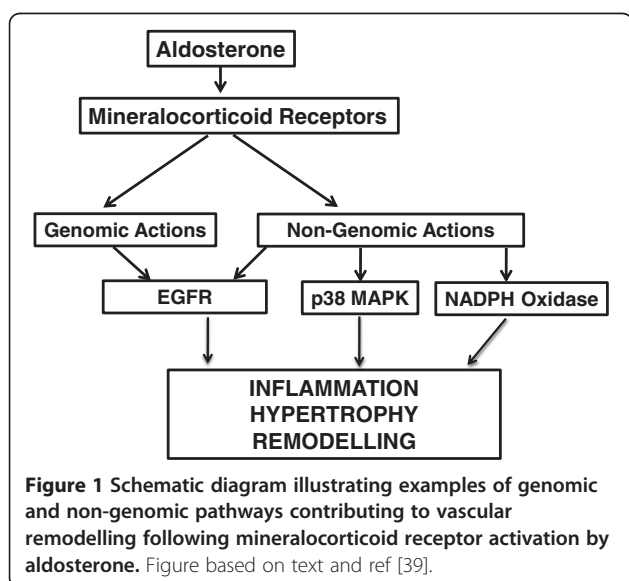 Aldosterone
Mineralocorticoid Receptors
Genomic Actions
Non-Genomic Actions
EGFR
p38 MAPK
NADPH Oxidase
INFLAMMATION
HYPERTROPHY
REMODELLING
Figure 1 Schematic diagram illustrating examples of genomic
and non-genomic pathways contributing to vascular
remodelling following mineralocorticoid receptor activation by
aldosterone. Figure based on text and ref [39].